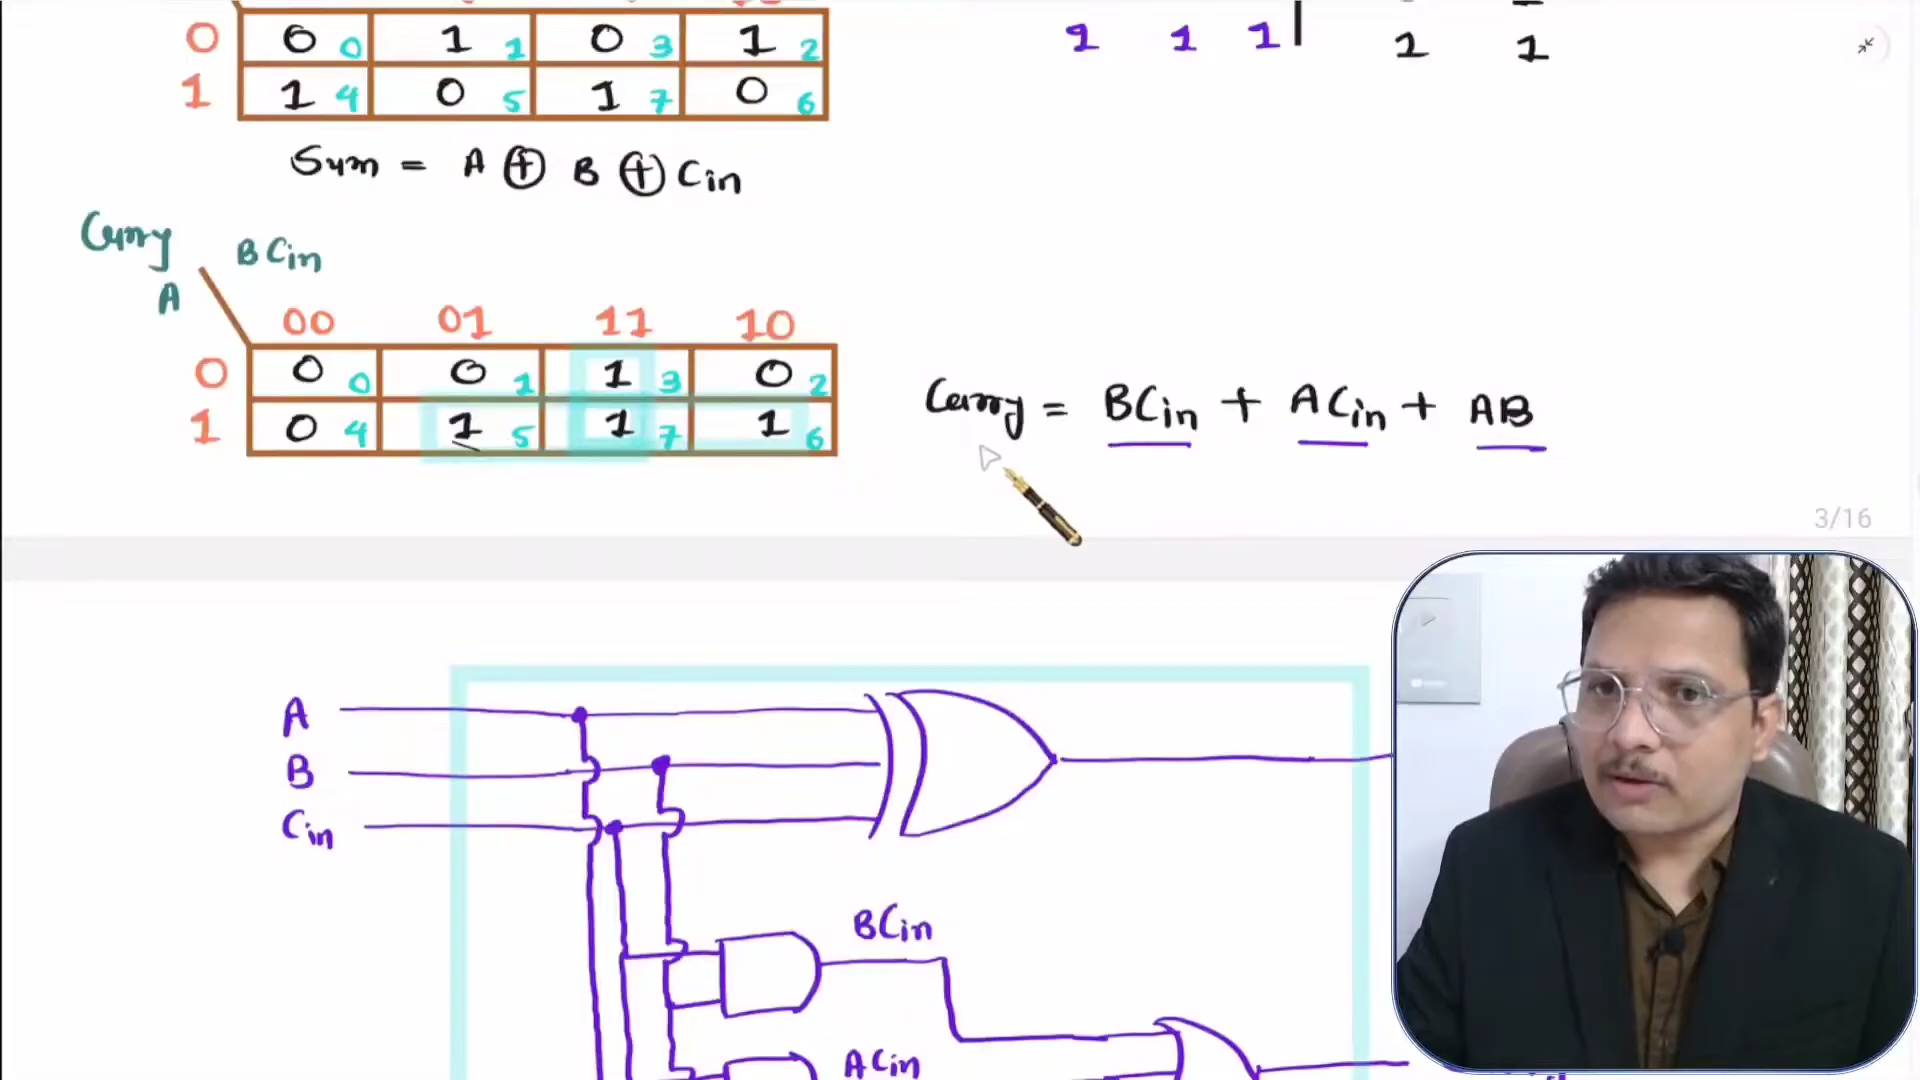 0 0 0 1 1 0 3 1 2
1 1 4 0 5 1 7 0 6
1 1 1 | 1 1
Sum = A ⊕ B ⊕ Cin
Carry
BCin
A
00 01 11 10
0 0 0 0 1 1 3 0 2
1 0 4 1 5 1 7 1 6
Carry = BCin + ACin + AB
3/16
A
B
Cin
BCin
ACin